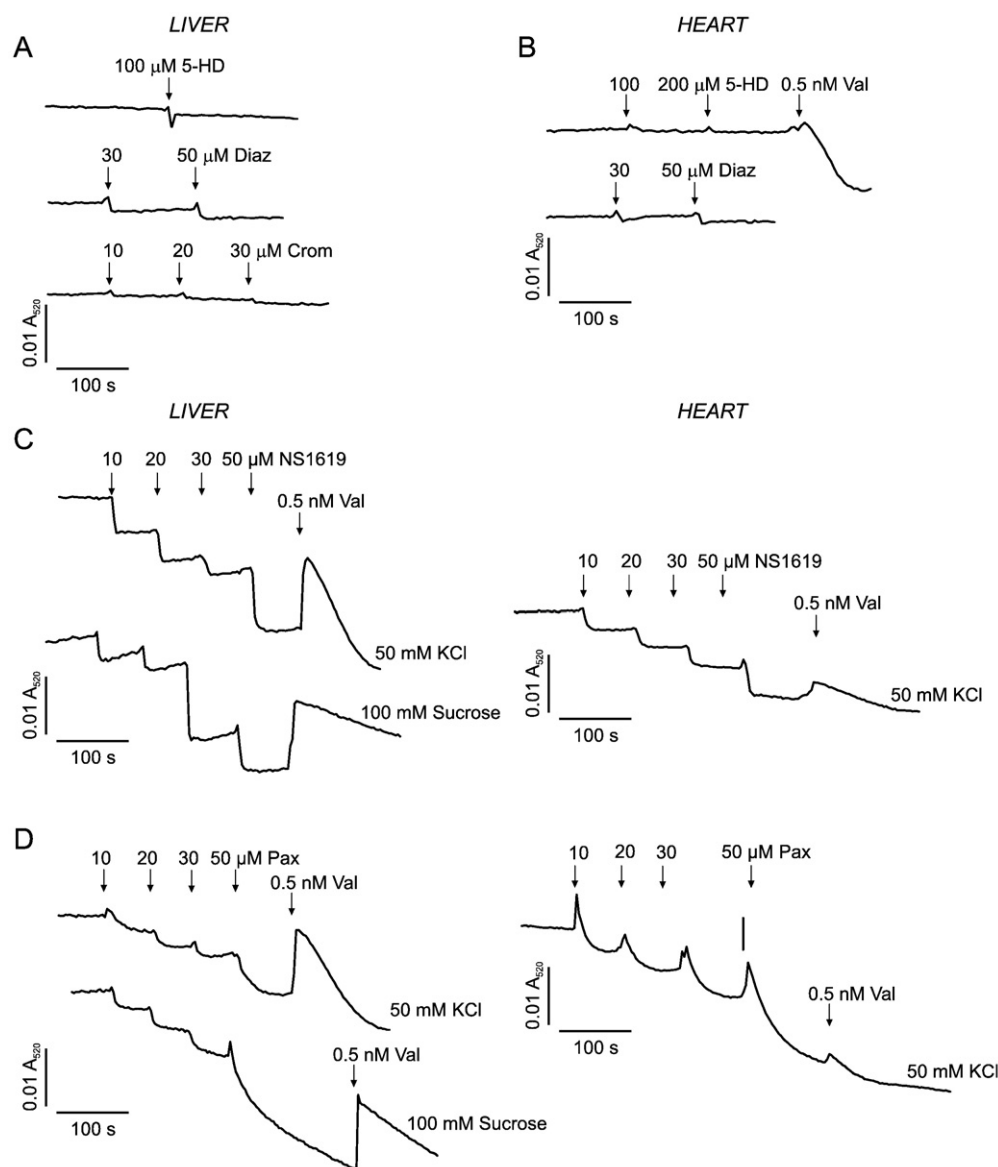 LIVER
HEART
A
B
100 μM 5-HD
100 200 μM 5-HD 0.5 nM Val
30 50 μM Diaz
30 50 μM Diaz
10 20 30 μM Crom
0.01 A520
100 s
0.01 A520
100 s
LIVER
HEART
C
10 20 30 50 μM NS1619
0.5 nM Val
50 mM KCl
0.01 A520
100 mM Sucrose
100 s
10 20 30 50 μM NS1619
0.5 nM Val
0.01 A520
50 mM KCl
100 s
D
10 20 30 50 μM Pax
0.5 nM Val
50 mM KCl
0.5 nM Val
0.01 A520
100 mM Sucrose
100 s
10 20 30 50 μM Pax
0.01 A520
0.5 nM Val
100 s
50 mM KCl